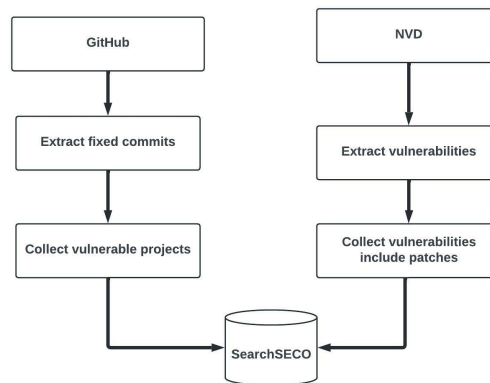 GitHub
NVD
Extract fixed commits
Extract vulnerabilities
Collect vulnerable projects
Collect vulnerabilities
include patches
SearchSECO